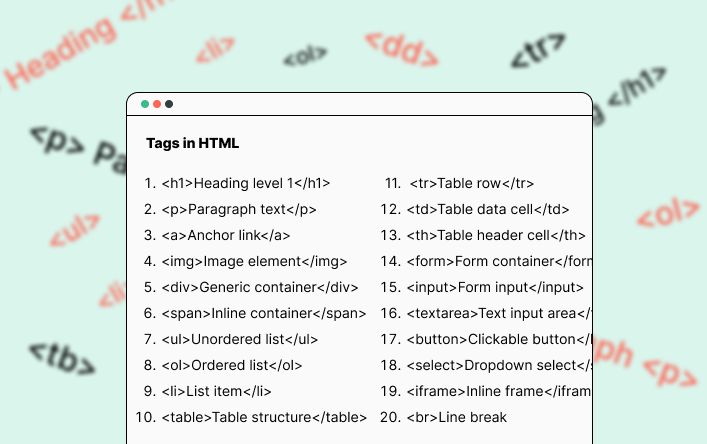 Heading </h
<li>
<ol>
<dd>
<tr>
g </h1>
<p> Pa
<ul>
<ol>
<li
<tb>
ph <p>
Tags in HTML
1. <h1>Heading level 1</h1>
2. <p>Paragraph text</p>
3. <a>Anchor link</a>
4. <img>Image element</img>
5. <div>Generic container</div>
6. <span>Inline container</span>
7. <ul>Unordered list</ul>
8. <ol>Ordered list</ol>
9. <li>List item</li>
10. <table>Table structure</table>
11. <tr>Table row</tr>
12. <td>Table data cell</td>
13. <th>Table header cell</th>
14. <form>Form container</form
15. <input>Form input</input>
16. <textarea>Text input area</
17. <button>Clickable button</
18. <select>Dropdown select</
19. <iframe>Inline frame</ifram
20. <br>Line break